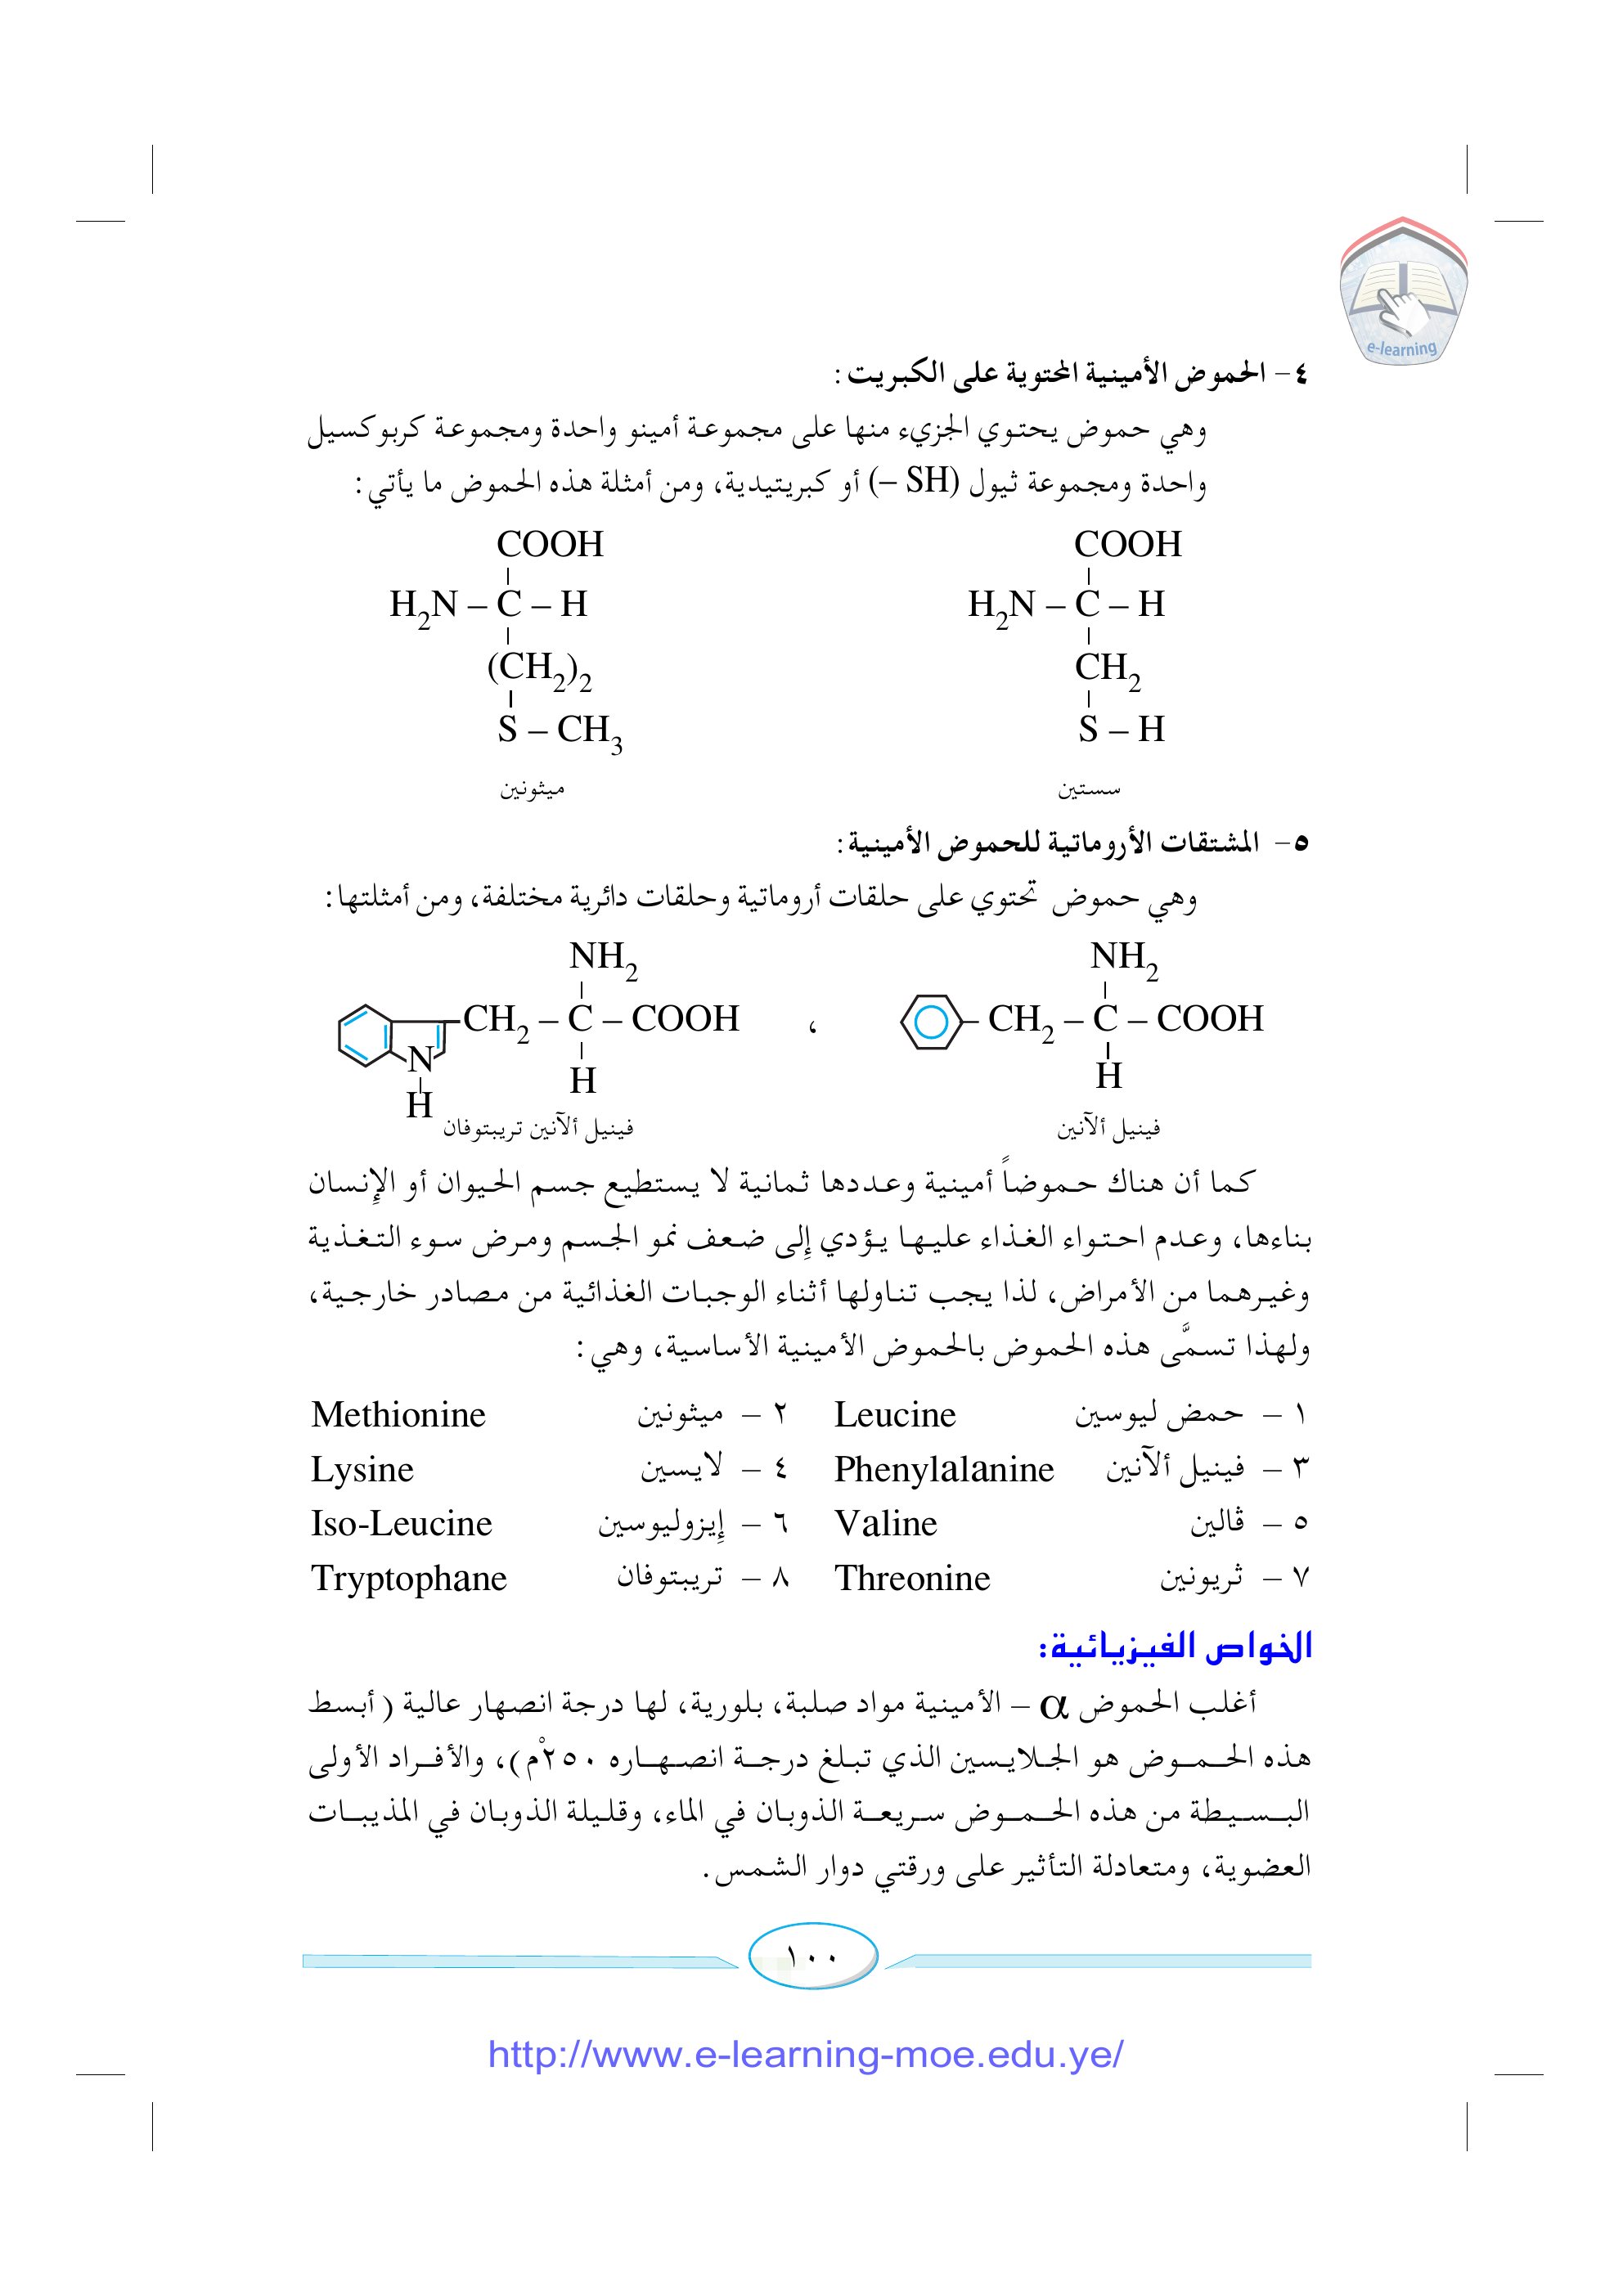 e-learning
٤- الحموض الأمينية المحتوية على الكبريت :
وهي حموض يحتوي الجزيء منها على مجموعة أمينو واحدة ومجموعة كربوكسيل
واحدة ومجموعة ثيول (SH –) أو كبريتيدية، ومن أمثلة هذه الحموض ما يأتي :
COOH COOH
H₂N – C – H H₂N – C – H
CH₂ (CH₂)₂
S – H S – CH₃
سستين ميثونين
٥- المشتقات الأروماتية للحموض الأمينية :
وهي حموض تحتوي على حلقات أروماتية وحلقات دائرية مختلفة، ومن أمثلتها :
NH₂ NH₂
– CH₂ – C – COOH ، CH₂ – C – COOH
H N H
H
فينيل ألآنين فينيل ألآنين تريبتوفان
كما أن هناك حموضاً أمينية وعددها ثمانية لا يستطيع جسم الحيوان أو الإنسان
بناءها، وعدم احتواء الغذاء عليها يؤدي إلى ضعف نمو الجسم ومرض سوء التغذية
وغيرهما من الأمراض، لذا يجب تناولها أثناء الوجبات الغذائية من مصادر خارجية،
ولهذا تسمَّى هذه الحموض بالحموض الأمينية الأساسية، وهي :
١ – حمض ليوسين Leucine ٢ – ميثونين Methionine
٣ – فينيل ألآنين Phenylalanine ٤ – لايسين Lysine
٥ – ڤالين Valine ٦ – إيزوليوسين Iso-Leucine
٧ – ثريونين Threonine ٨ – تريبتوفان Tryptophane
الخواص الفيزيائية:
أغلب الحموض α – الأمينية مواد صلبة، بلورية، لها درجة انصهار عالية ( أبسط
هذه الحموض هو الجلايسين الذي تبلغ درجة انصهاره ٢٥٠°م)، والأفراد الأولى
البسيطة من هذه الحموض سريعة الذوبان في الماء، وقليلة الذوبان في المذيبات
العضوية، ومتعادلة التأثير على ورقتي دوار الشمس.
١٠٠
http://www.e-learning-moe.edu.ye/